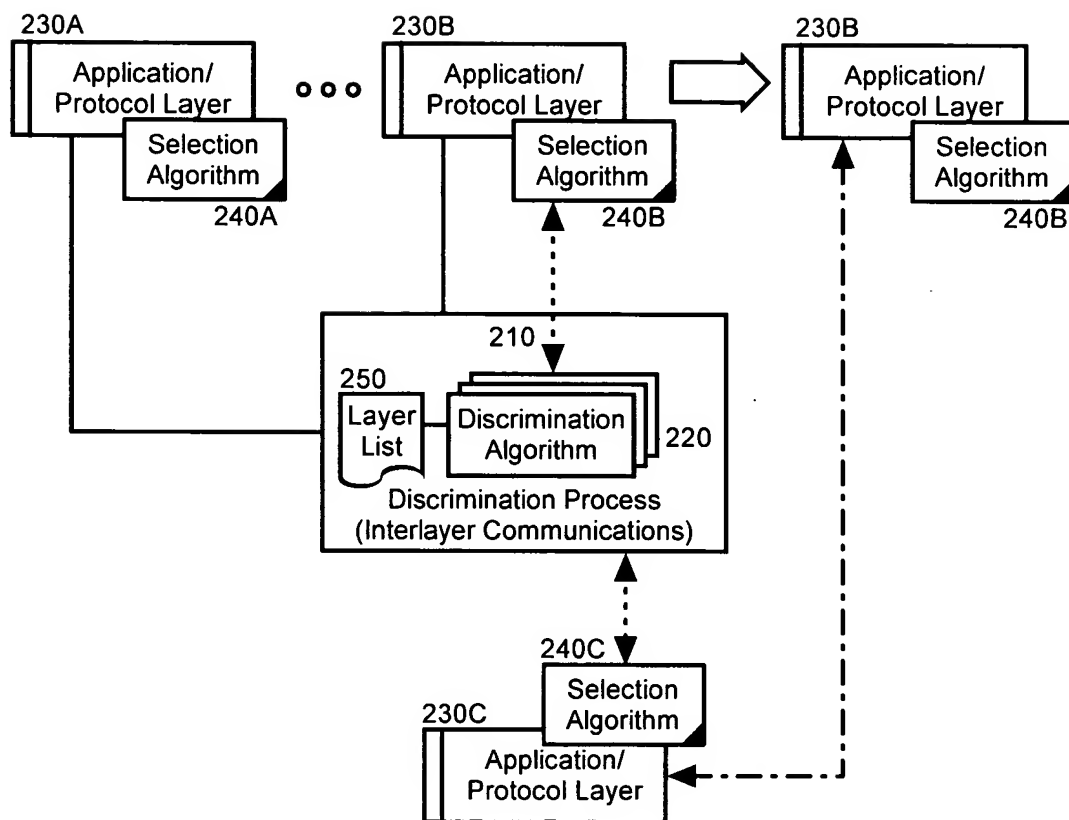 230A
Application/
Protocol Layer
Selection
Algorithm
240A
230B
Application/
Protocol Layer
Selection
Algorithm
240B
230B
Application/
Protocol Layer
Selection
Algorithm
240B
210
250
Layer
List
Discrimination
Algorithm
220
Discrimination Process
(Interlayer Communications)
240C
Selection
Algorithm
230C
Application/
Protocol Layer